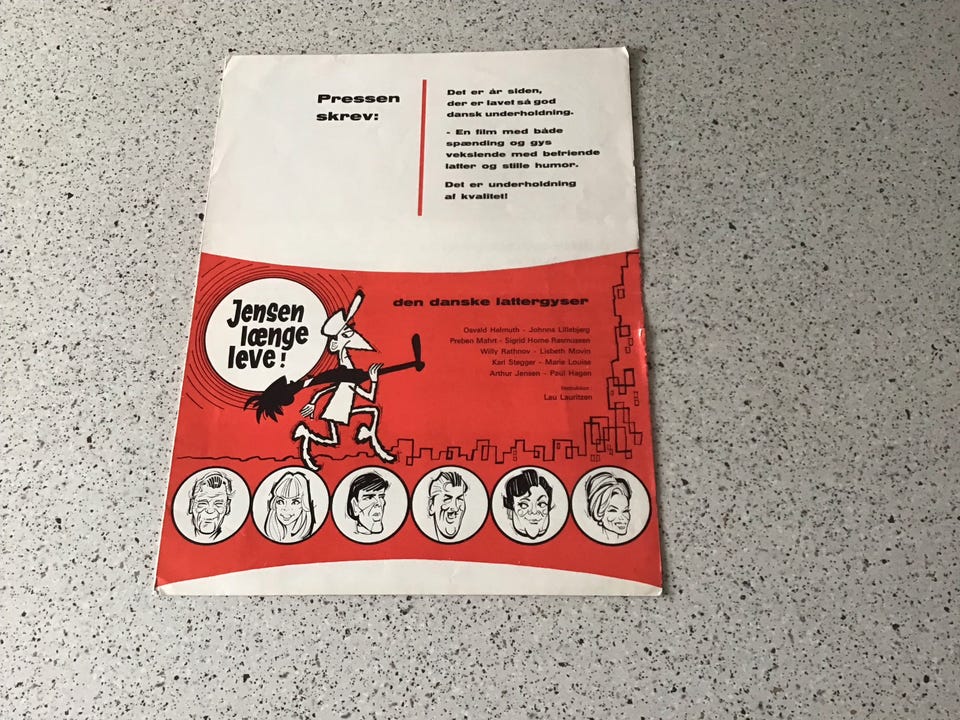 Pressen
skrev:
Det er år siden,
der er lavet så god
dansk underholdning.
- En film med både
spænding og gys
vekslende med befriende
latter og stille humor.
Det er underholdning
af kvalitet!
Jensen
længe
leve!
den danske lattergyser
Osvald Helmuth - Johnna Lillebjerg
Preben Mahrt - Sigrid Horne Rasmussen
Willy Rathnov - Lisbeth Movin
Karl Stegger - Marie Louise
Arthur Jensen - Paul Hagen
Instruktion:
Lau Lauritzen